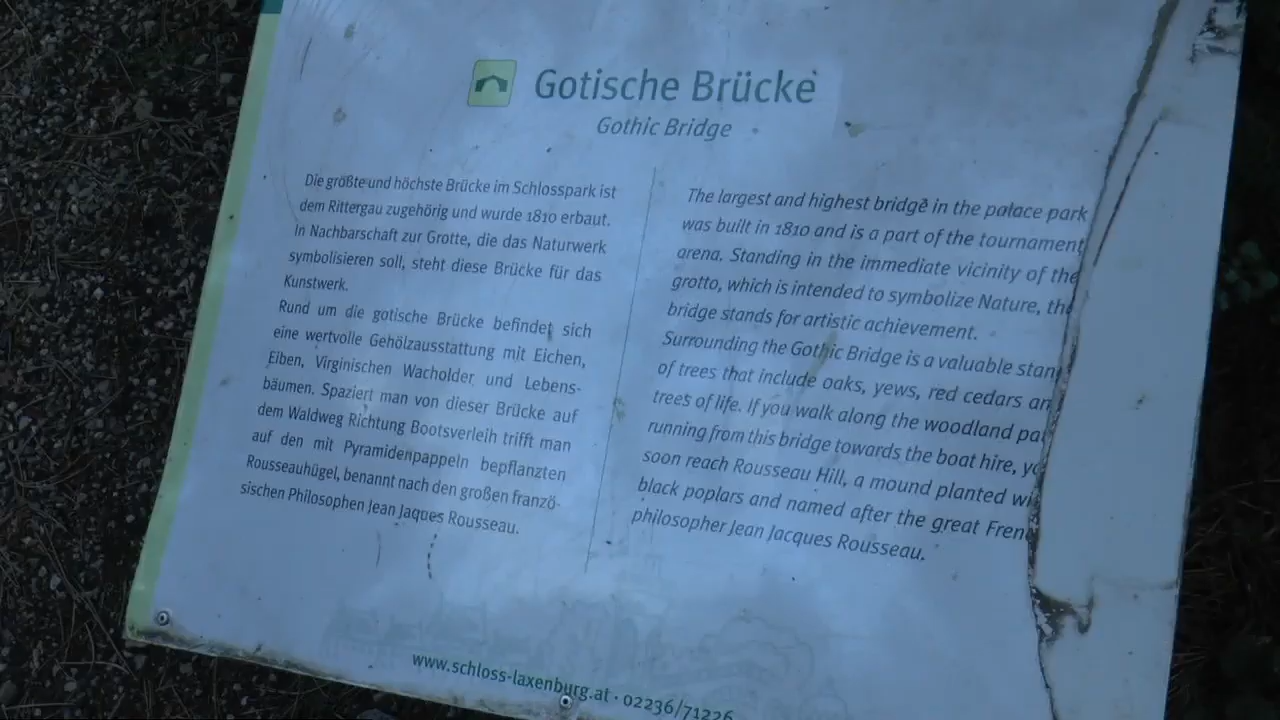 Gotische Brücke
Gothic Bridge
Die größte und höchste Brücke im Schlosspark ist
dem Rittergau zugehörig und wurde 1810 erbaut.
In Nachbarschaft zur Grotte, die das Naturwerk
symbolisieren soll, steht diese Brücke für das
Kunstwerk.
Rund um die gotische Brücke befindet sich
eine wertvolle Gehölzausstattung mit Eichen,
Eiben, Virginischen Wacholder und Lebens-
bäumen. Spaziert man von dieser Brücke auf
dem Waldweg Richtung Bootsverleih trifft man
auf den mit Pyramidenpappeln bepflanzten
Rousseauhügel, benannt nach den großen franzö-
sischen Philosophen Jean Jaques Rousseau.
The largest and highest bridge in the palace park
was built in 1810 and is a part of the tournament
arena. Standing in the immediate vicinity of the
grotto, which is intended to symbolize Nature, the
bridge stands for artistic achievement.
Surrounding the Gothic Bridge is a valuable stan
of trees that include oaks, yews, red cedars an
trees of life. If you walk along the woodland pa
running from this bridge towards the boat hire, yo
soon reach Rousseau Hill, a mound planted wi
black poplars and named after the great Fren
philosopher Jean Jacques Rousseau.
www.schloss-laxenburg.at · 02236/71226